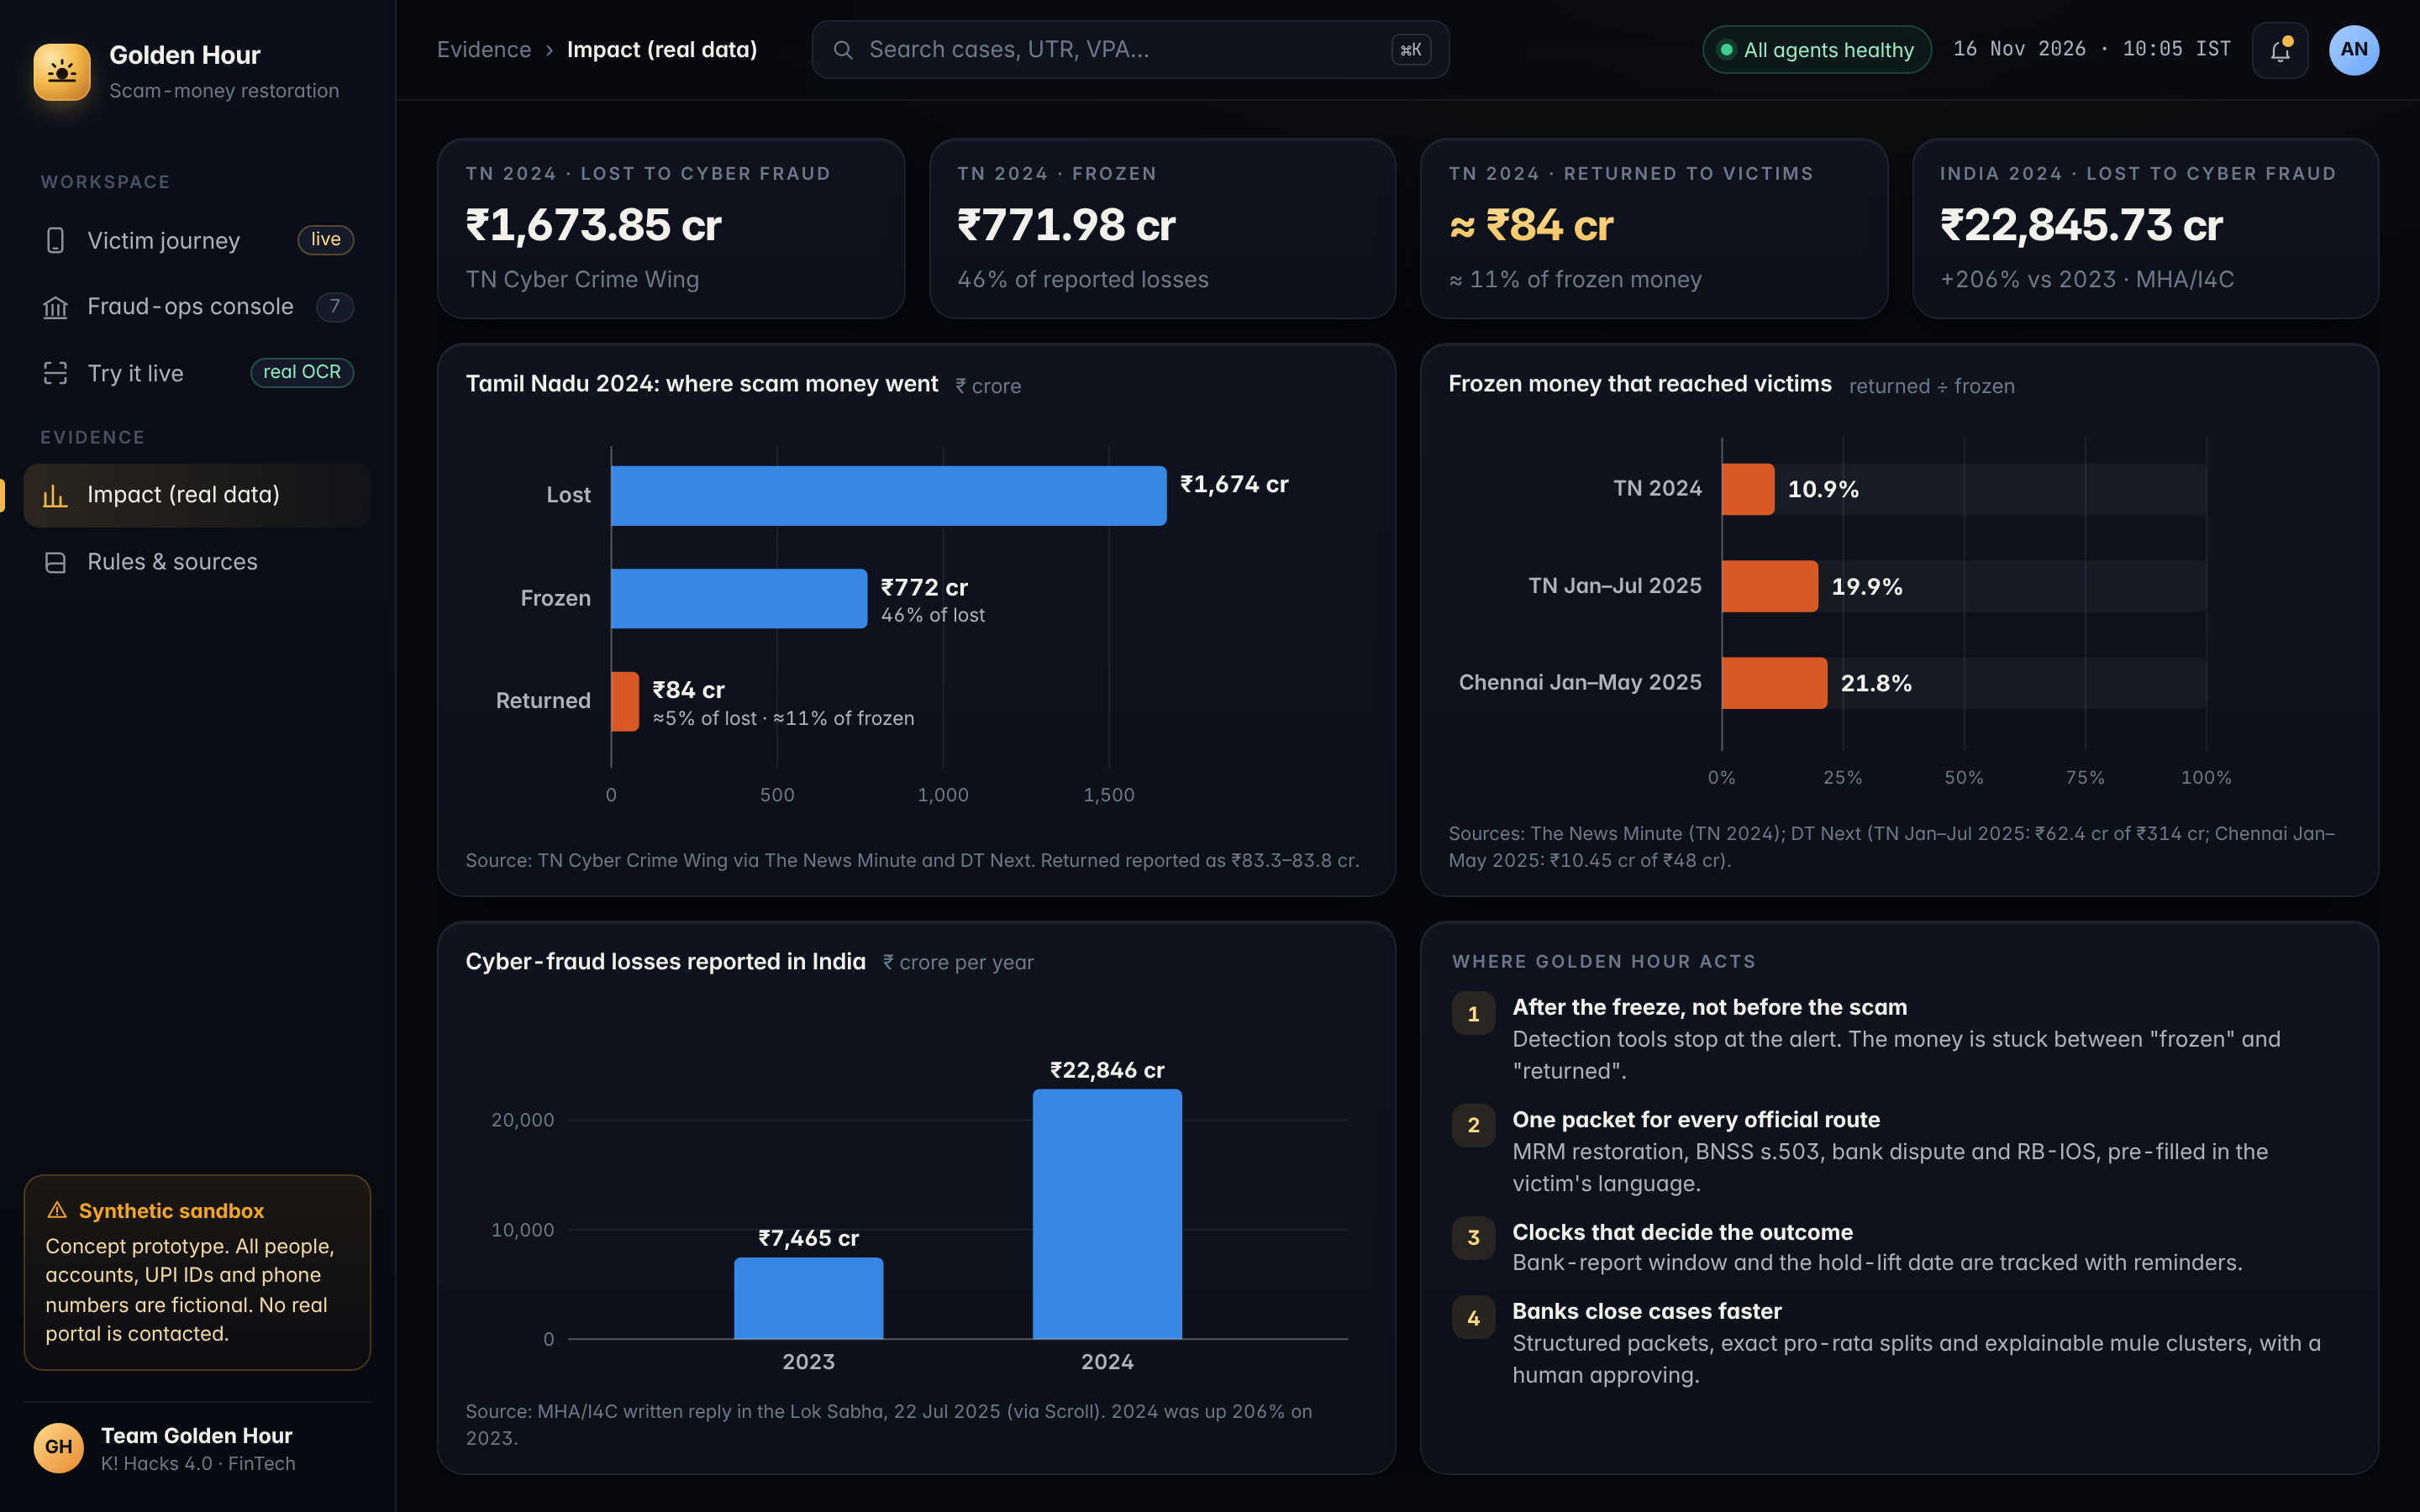 Golden Hour
Scam-money restoration
WORKSPACE
Victim journey
live
Fraud-ops console
7
Try it live
real OCR
EVIDENCE
Impact (real data)
Rules & sources
Synthetic sandbox
Concept prototype. All people,
accounts, UPI IDs and phone
numbers are fictional. No real
portal is contacted.
GH
Team Golden Hour
K! Hacks 4.0 · FinTech
Evidence › Impact (real data)
Search cases, UTR, VPA...
⌘K
All agents healthy
16 Nov 2026 · 10:05 IST
AN
TN 2024 · LOST TO CYBER FRAUD
₹1,673.85 cr
TN Cyber Crime Wing
TN 2024 · FROZEN
₹771.98 cr
46% of reported losses
TN 2024 · RETURNED TO VICTIMS
≈ ₹84 cr
≈ 11% of frozen money
INDIA 2024 · LOST TO CYBER FRAUD
₹22,845.73 cr
+206% vs 2023 · MHA/I4C
Tamil Nadu 2024: where scam money went ₹ crore
Lost
₹1,674 cr
Frozen
₹772 cr
46% of lost
Returned
₹84 cr
≈5% of lost · ≈11% of frozen
0 500 1,000 1,500
Source: TN Cyber Crime Wing via The News Minute and DT Next. Returned reported as ₹83.3–83.8 cr.
Frozen money that reached victims returned ÷ frozen
TN 2024
10.9%
TN Jan–Jul 2025
19.9%
Chennai Jan–May 2025
21.8%
0% 25% 50% 75% 100%
Sources: The News Minute (TN 2024); DT Next (TN Jan–Jul 2025: ₹62.4 cr of ₹314 cr; Chennai Jan–
May 2025: ₹10.45 cr of ₹48 cr).
Cyber-fraud losses reported in India ₹ crore per year
₹22,846 cr
20,000
10,000
₹7,465 cr
0
2023 2024
Source: MHA/I4C written reply in the Lok Sabha, 22 Jul 2025 (via Scroll). 2024 was up 206% on
2023.
WHERE GOLDEN HOUR ACTS
1
After the freeze, not before the scam
Detection tools stop at the alert. The money is stuck between "frozen" and
"returned".
2
One packet for every official route
MRM restoration, BNSS s.503, bank dispute and RB-IOS, pre-filled in the
victim's language.
3
Clocks that decide the outcome
Bank-report window and the hold-lift date are tracked with reminders.
4
Banks close cases faster
Structured packets, exact pro-rata splits and explainable mule clusters, with a
human approving.